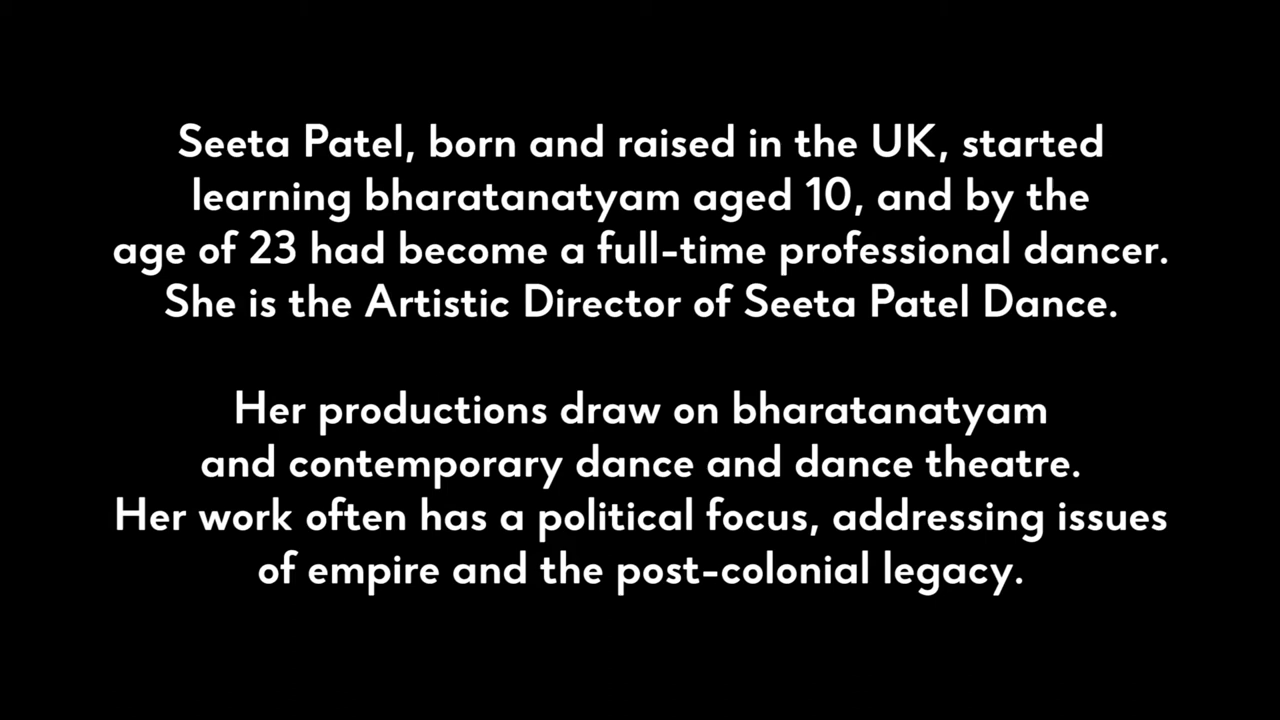 Seeta Patel, born and raised in the UK, started
learning bharatanatyam aged 10, and by the
age of 23 had become a full-time professional dancer.
She is the Artistic Director of Seeta Patel Dance.
Her productions draw on bharatanatyam
and contemporary dance and dance theatre.
Her work often has a political focus, addressing issues
of empire and the post-colonial legacy.